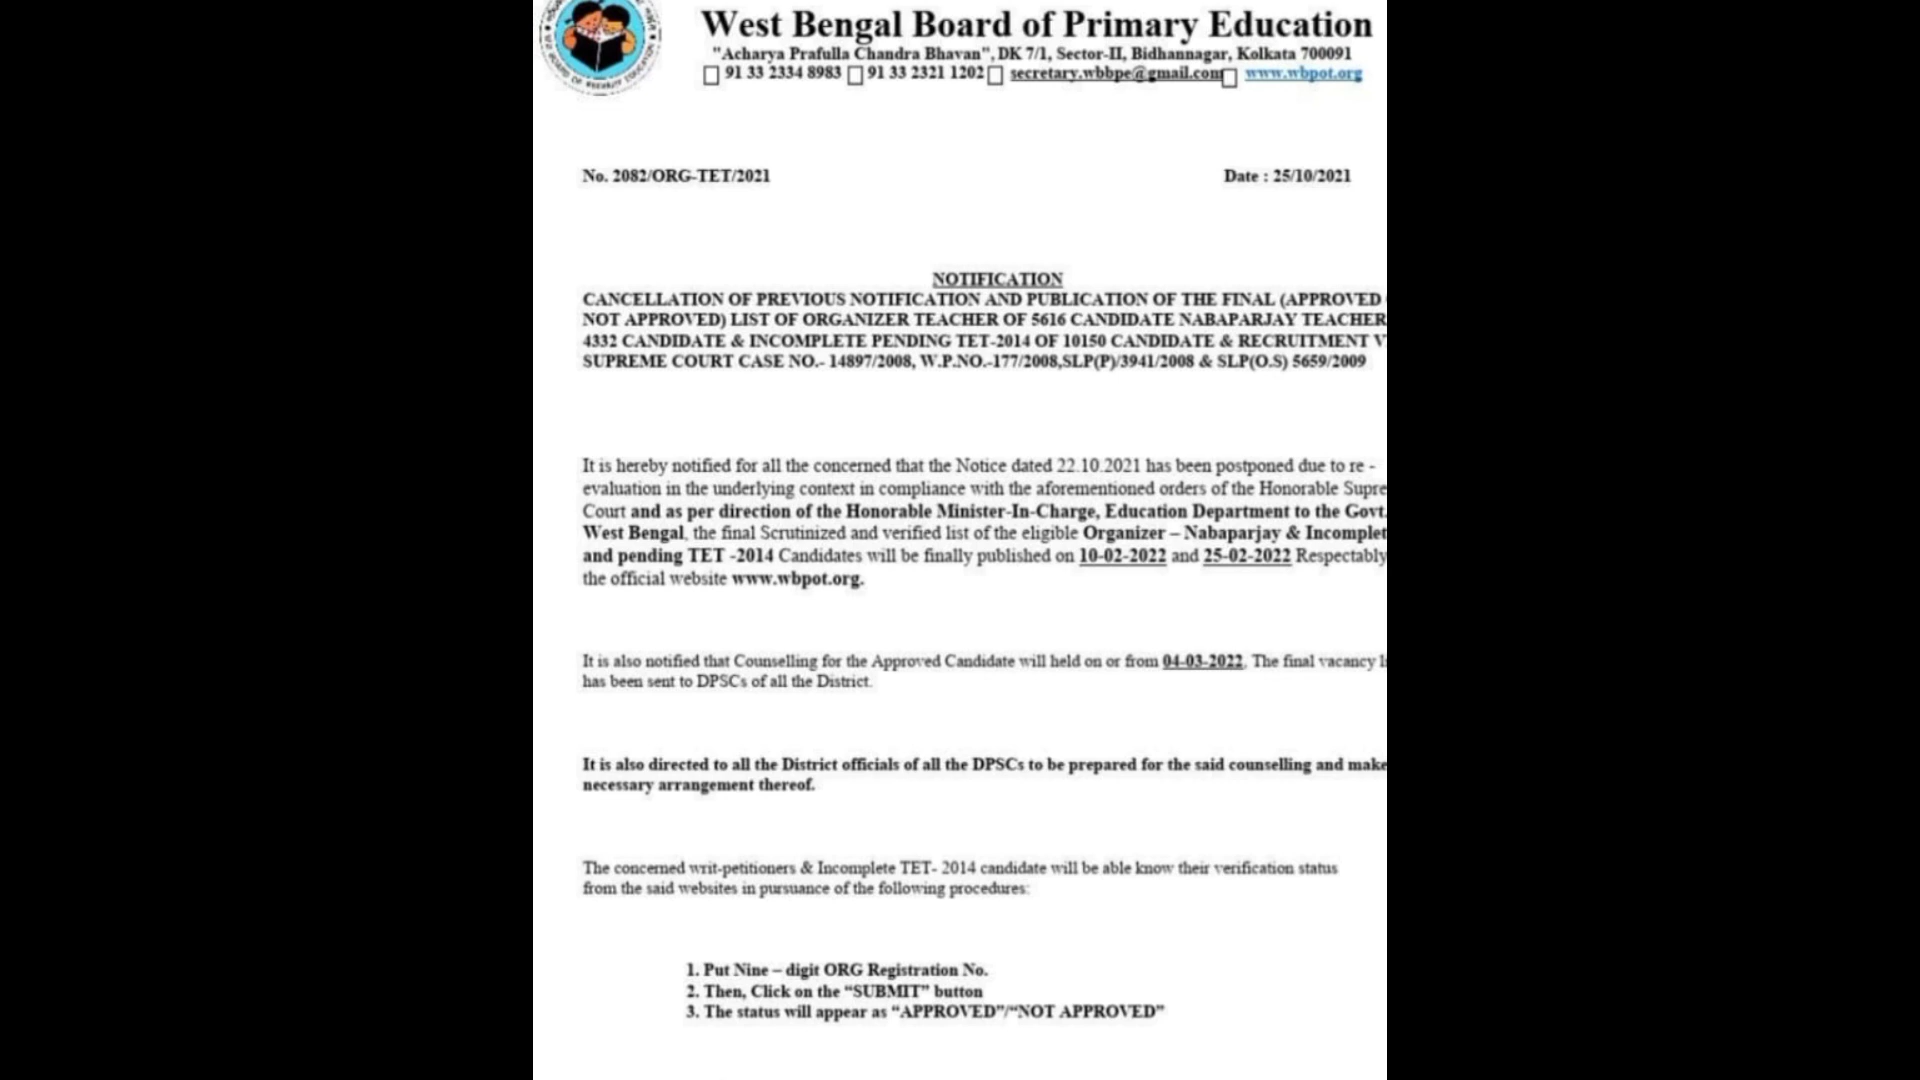 West Bengal Board of Primary Education
"Acharya Prafulla Chandra Bhavan", DK 7/1, Sector-II, Bidhannagar, Kolkata 700091
91 33 2334 8983 91 33 2321 1202 secretary.wbbpe@gmail.com www.wbpot.org
No. 2082/ORG-TET/2021 Date : 25/10/2021
NOTIFICATION
CANCELLATION OF PREVIOUS NOTIFICATION AND PUBLICATION OF THE FINAL (APPROVED
NOT APPROVED) LIST OF ORGANIZER TEACHER OF 5616 CANDIDATE NABAPARJAY TEACHER
4332 CANDIDATE & INCOMPLETE PENDING TET-2014 OF 10150 CANDIDATE & RECRUITMENT V
SUPREME COURT CASE NO.- 14897/2008, W.P.NO.-177/2008,SLP(P)/3941/2008 & SLP(O.S) 5659/2009
It is hereby notified for all the concerned that the Notice dated 22.10.2021 has been postponed due to re -
evaluation in the underlying context in compliance with the aforementioned orders of the Honorable Supre
Court and as per direction of the Honorable Minister-In-Charge, Education Department to the Govt.
West Bengal, the final Scrutinized and verified list of the eligible Organizer – Nabaparjay & Incomplet
and pending TET -2014 Candidates will be finally published on 10-02-2022 and 25-02-2022 Respectably
the official website www.wbpot.org.
It is also notified that Counselling for the Approved Candidate will held on or from 04-03-2022. The final vacancy li
has been sent to DPSCs of all the District.
It is also directed to all the District officials of all the DPSCs to be prepared for the said counselling and make
necessary arrangement thereof.
The concerned writ-petitioners & Incomplete TET- 2014 candidate will be able know their verification status
from the said websites in pursuance of the following procedures:
1. Put Nine – digit ORG Registration No.
2. Then, Click on the “SUBMIT” button
3. The status will appear as “APPROVED”/“NOT APPROVED”